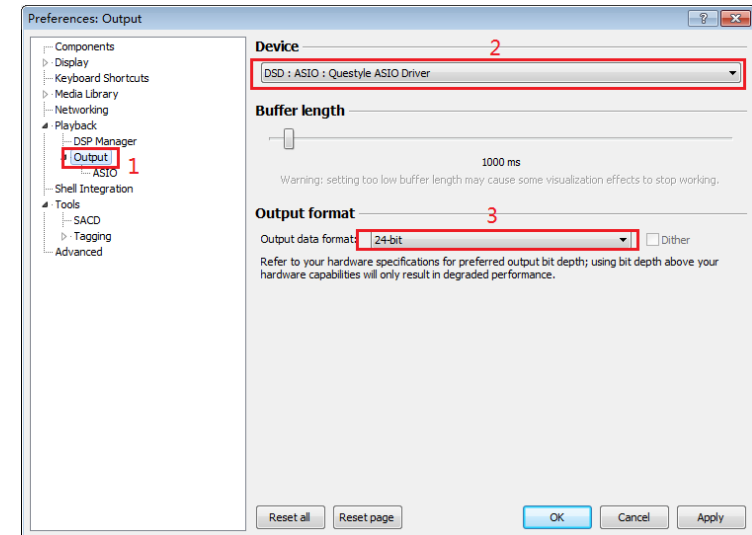 Preferences: Output
Components
Display
Keyboard Shortcuts
Media Library
Networking
Playback
DSP Manager
Output
1
ASIO
Shell Integration
Tools
SACD
Tagging
Advanced
Device
2
DSD : ASIO : Questyle ASIO Driver
Buffer length
1000 ms
Warning: setting too low buffer length may cause some visualization effects to stop working.
Output format
3
Output data format: 24-bit Dither
Refer to your hardware specifications for preferred output bit depth; using bit depth above your
hardware capabilities will only result in degraded performance.
Reset all Reset page OK Cancel Apply